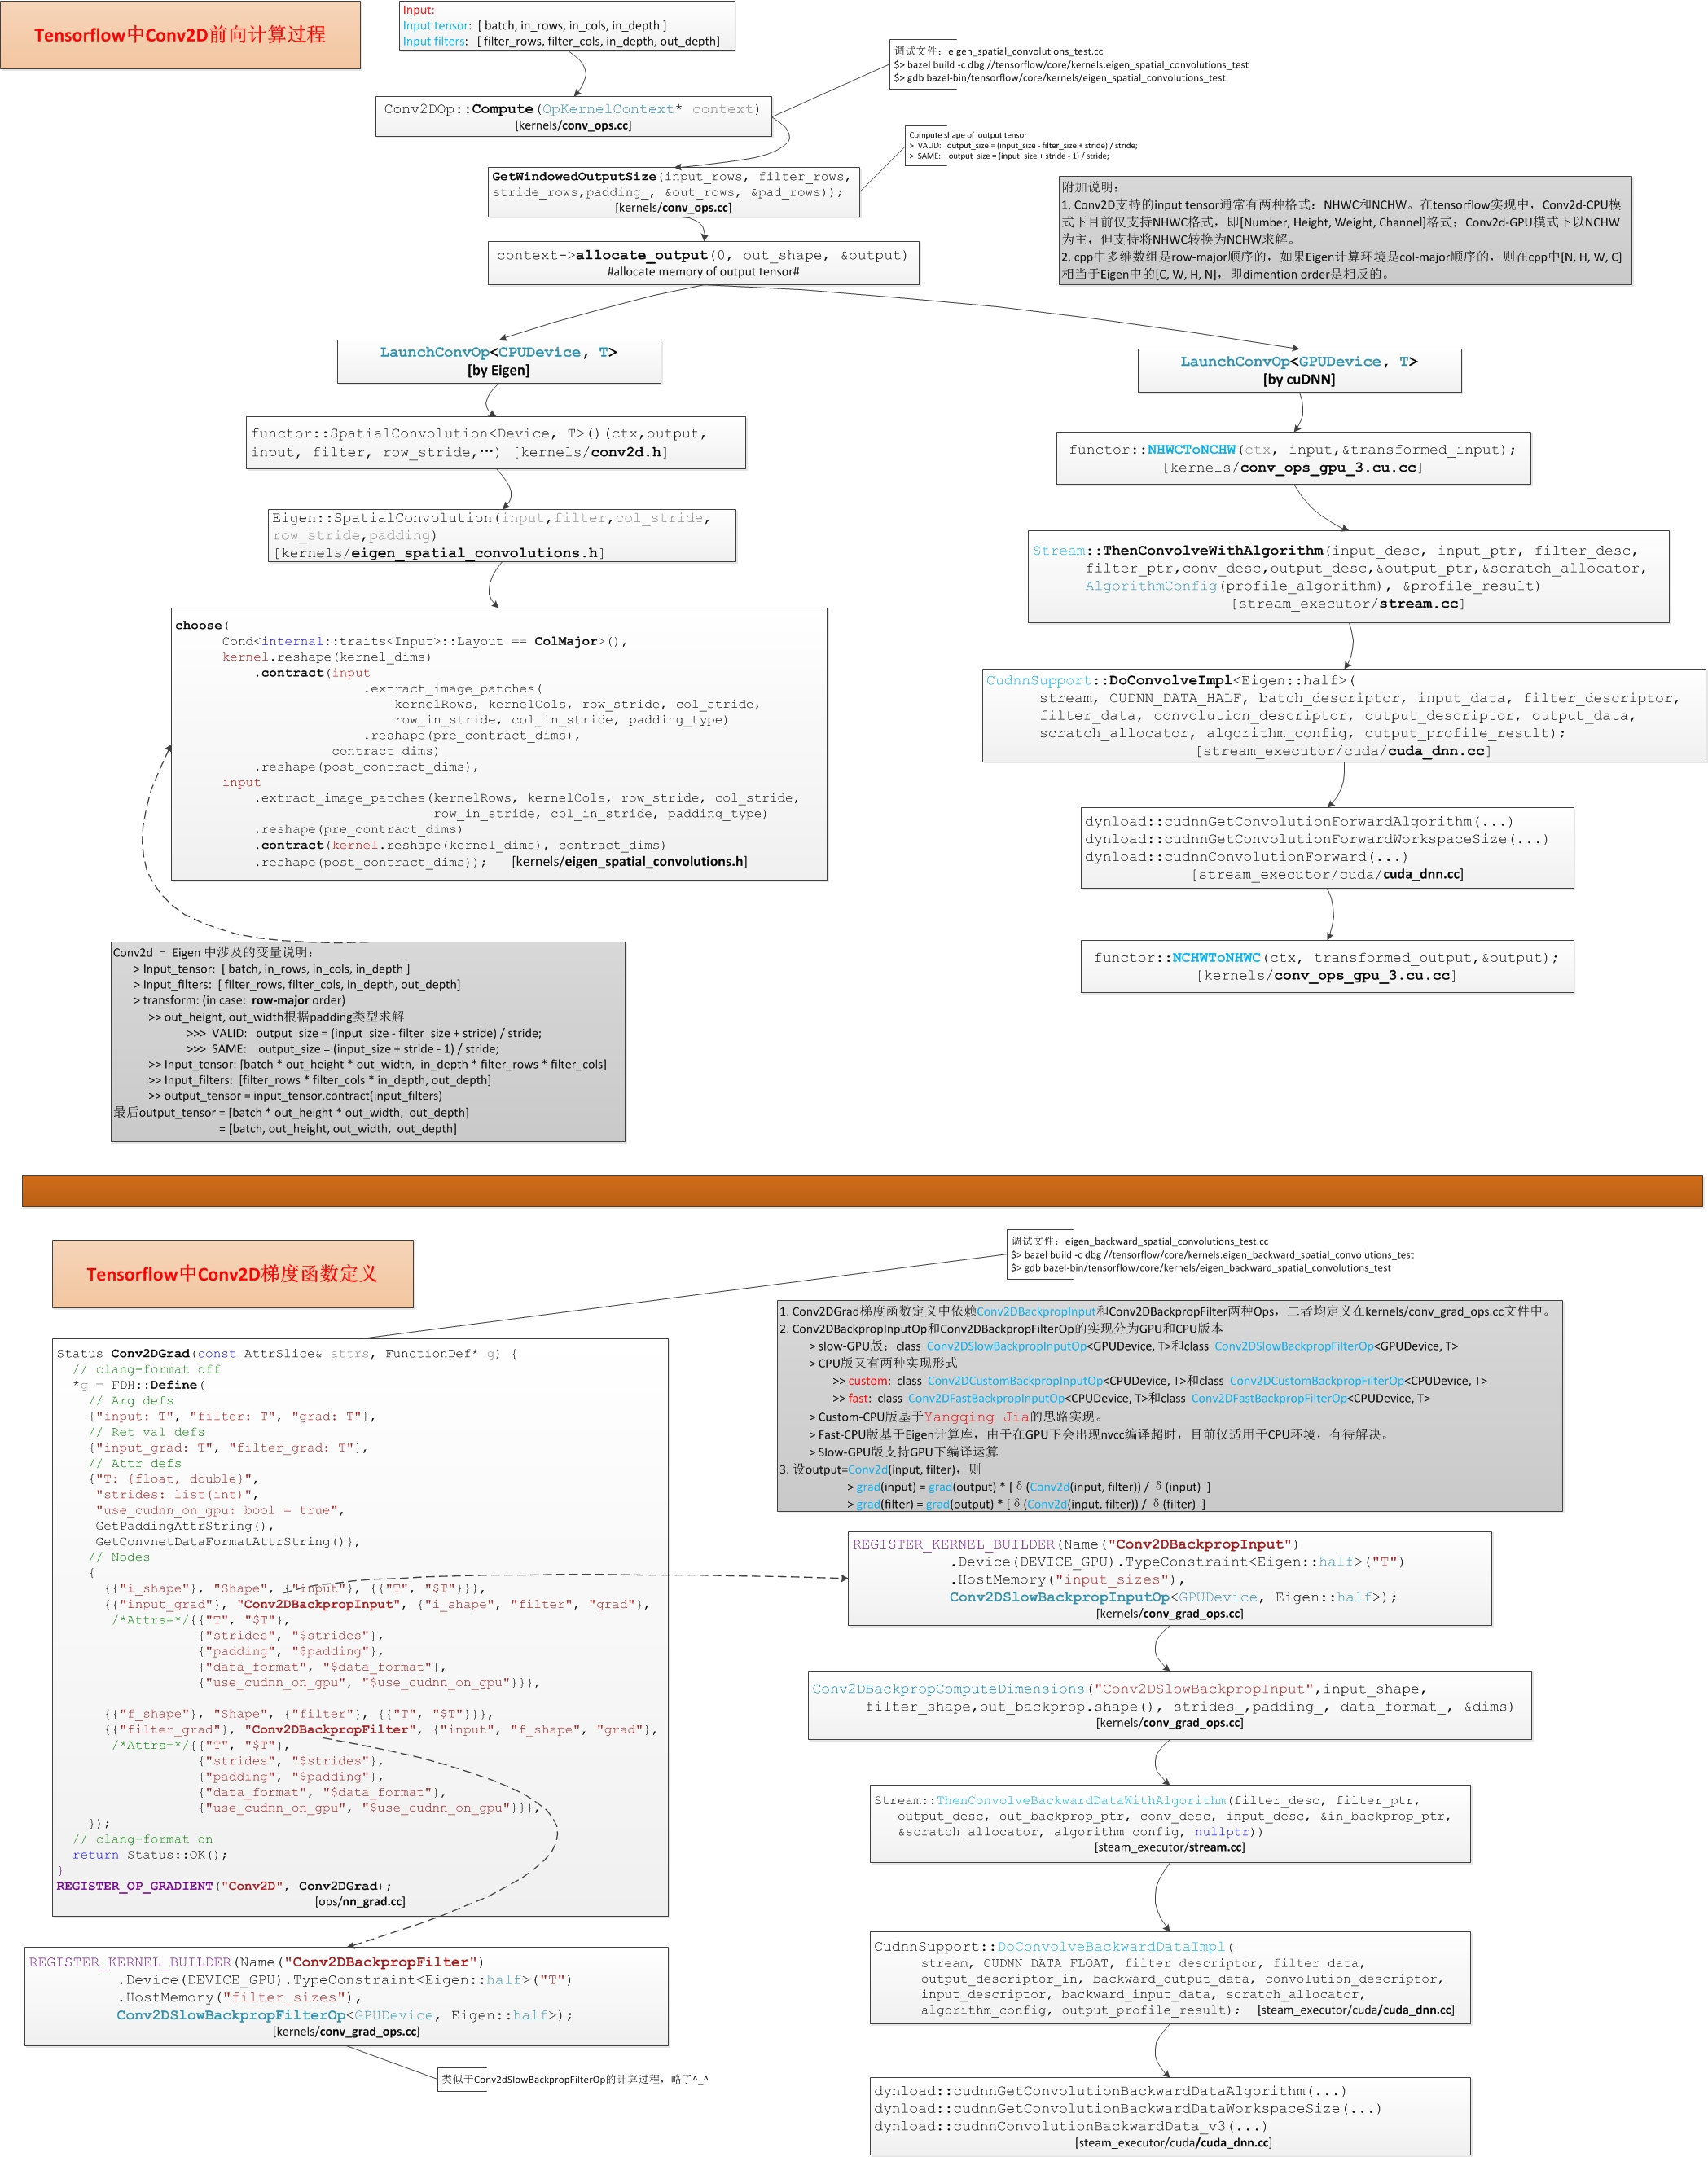 Tensorflow中Conv2D前向计算过程
Input:
Input tensor: [ batch, in_rows, in_cols, in_depth ]
Input filters: [ filter_rows, filter_cols, in_depth, out_depth]
调试文件：eigen_spatial_convolutions_test.cc
$> bazel build -c dbg //tensorflow/core/kernels:eigen_spatial_convolutions_test
$> gdb bazel-bin/tensorflow/core/kernels/eigen_spatial_convolutions_test
Conv2DOp::Compute(OpKernelContext* context)
[kernels/conv_ops.cc]
Compute shape of output tensor
> VALID: output_size = (input_size - filter_size + stride) / stride;
> SAME: output_size = (input_size + stride - 1) / stride;
GetWindowedOutputSize(input_rows, filter_rows,
stride_rows,padding_, &out_rows, &pad_rows));
[kernels/conv_ops.cc]
附加说明：
1. Conv2D支持的input tensor通常有两种格式：NHWC和NCHW。在tensorflow实现中，Conv2d-CPU模
式下目前仅支持NHWC格式，即[Number, Height, Weight, Channel]格式；Conv2d-GPU模式下以NCHW
为主，但支持将NHWC转换为NCHW求解。
2. cpp中多维数组是row-major顺序的，如果Eigen计算环境是col-major顺序的，则在cpp中[N, H, W, C]
相当于Eigen中的[C, W, H, N]，即dimention order是相反的。
context->allocate_output(0, out_shape, &output)
#allocate memory of output tensor#
LaunchConvOp<CPUDevice, T>
[by Eigen]
functor::SpatialConvolution<Device, T>()(ctx,output,
input, filter, row_stride,…) [kernels/conv2d.h]
Eigen::SpatialConvolution(input,filter,col_stride,
row_stride,padding)
[kernels/eigen_spatial_convolutions.h]
choose(
Cond<internal::traits<Input>::Layout == ColMajor>(),
kernel.reshape(kernel_dims)
.contract(input
.extract_image_patches(
kernelRows, kernelCols, row_stride, col_stride,
row_in_stride, col_in_stride, padding_type)
.reshape(pre_contract_dims),
contract_dims)
.reshape(post_contract_dims),
input
.extract_image_patches(kernelRows, kernelCols, row_stride, col_stride,
row_in_stride, col_in_stride, padding_type)
.reshape(pre_contract_dims)
.contract(kernel.reshape(kernel_dims), contract_dims)
.reshape(post_contract_dims)); [kernels/eigen_spatial_convolutions.h]
Conv2d – Eigen 中涉及的变量说明：
> Input_tensor: [ batch, in_rows, in_cols, in_depth ]
> Input_filters: [ filter_rows, filter_cols, in_depth, out_depth]
> transform: (in case: row-major order)
>> out_height, out_width根据padding类型求解
>>> VALID: output_size = (input_size - filter_size + stride) / stride;
>>> SAME: output_size = (input_size + stride - 1) / stride;
>> Input_tensor: [batch * out_height * out_width, in_depth * filter_rows * filter_cols]
>> Input_filters: [filter_rows * filter_cols * in_depth, out_depth]
>> output_tensor = input_tensor.contract(input_filters)
最后output_tensor = [batch * out_height * out_width, out_depth]
= [batch, out_height, out_width, out_depth]
LaunchConvOp<GPUDevice, T>
[by cuDNN]
functor::NHWCToNCHW(ctx, input,&transformed_input);
[kernels/conv_ops_gpu_3.cu.cc]
Stream::ThenConvolveWithAlgorithm(input_desc, input_ptr, filter_desc,
filter_ptr,conv_desc,output_desc,&output_ptr,&scratch_allocator,
AlgorithmConfig(profile_algorithm), &profile_result)
[stream_executor/stream.cc]
CudnnSupport::DoConvolveImpl<Eigen::half>(
stream, CUDNN_DATA_HALF, batch_descriptor, input_data, filter_descriptor,
filter_data, convolution_descriptor, output_descriptor, output_data,
scratch_allocator, algorithm_config, output_profile_result);
[stream_executor/cuda/cuda_dnn.cc]
dynload::cudnnGetConvolutionForwardAlgorithm(...)
dynload::cudnnGetConvolutionForwardWorkspaceSize(...)
dynload::cudnnConvolutionForward(...)
[stream_executor/cuda/cuda_dnn.cc]
functor::NCHWToNHWC(ctx, transformed_output,&output);
[kernels/conv_ops_gpu_3.cu.cc]
Tensorflow中Conv2D梯度函数定义
调试文件：eigen_backward_spatial_convolutions_test.cc
$> bazel build -c dbg //tensorflow/core/kernels:eigen_backward_spatial_convolutions_test
$> gdb bazel-bin/tensorflow/core/kernels/eigen_backward_spatial_convolutions_test
Status Conv2DGrad(const AttrSlice& attrs, FunctionDef* g) {
// clang-format off
*g = FDH::Define(
// Arg defs
{"input: T", "filter: T", "grad: T"},
// Ret val defs
{"input_grad: T", "filter_grad: T"},
// Attr defs
{"T: {float, double}",
"strides: list(int)",
"use_cudnn_on_gpu: bool = true",
GetPaddingAttrString(),
GetConvnetDataFormatAttrString()},
// Nodes
{
{{"i_shape"}, "Shape", {"input"}, {{"T", "$T"}}},
{{"input_grad"}, "Conv2DBackpropInput", {"i_shape", "filter", "grad"},
/*Attrs=*/{{"T", "$T"},
{"strides", "$strides"},
{"padding", "$padding"},
{"data_format", "$data_format"},
{"use_cudnn_on_gpu", "$use_cudnn_on_gpu"}}},
{{"f_shape"}, "Shape", {"filter"}, {{"T", "$T"}}},
{{"filter_grad"}, "Conv2DBackpropFilter", {"input", "f_shape", "grad"},
/*Attrs=*/{{"T", "$T"},
{"strides", "$strides"},
{"padding", "$padding"},
{"data_format", "$data_format"},
{"use_cudnn_on_gpu", "$use_cudnn_on_gpu"}}},
});
// clang-format on
return Status::OK();
}
REGISTER_OP_GRADIENT("Conv2D", Conv2DGrad);
[ops/nn_grad.cc]
REGISTER_KERNEL_BUILDER(Name("Conv2DBackpropFilter")
.Device(DEVICE_GPU).TypeConstraint<Eigen::half>("T")
.HostMemory("filter_sizes"),
Conv2DSlowBackpropFilterOp<GPUDevice, Eigen::half>);
[kernels/conv_grad_ops.cc]
类似于Conv2dSlowBackpropFilterOp的计算过程，略了^_^
1. Conv2DGrad梯度函数定义中依赖Conv2DBackpropInput和Conv2DBackpropFilter两种Ops，二者均定义在kernels/conv_grad_ops.cc文件中。
2. Conv2DBackpropInputOp和Conv2DBackpropFilterOp的实现分为GPU和CPU版本
> slow-GPU版：class Conv2DSlowBackpropInputOp<GPUDevice, T>和class Conv2DSlowBackpropFilterOp<GPUDevice, T>
> CPU版又有两种实现形式
>> custom: class Conv2DCustomBackpropInputOp<CPUDevice, T>和class Conv2DCustomBackpropFilterOp<CPUDevice, T>
>> fast: class Conv2DFastBackpropInputOp<CPUDevice, T>和class Conv2DFastBackpropFilterOp<CPUDevice, T>
> Custom-CPU版基于Yangqing Jia的思路实现。
> Fast-CPU版基于Eigen计算库，由于在GPU下会出现nvcc编译超时，目前仅适用于CPU环境，有待解决。
> Slow-GPU版支持GPU下编译运算
3. 设output=Conv2d(input, filter)，则
> grad(input) = grad(output) * [ δ (Conv2d(input, filter)) / δ (input) ]
> grad(filter) = grad(output) * [ δ (Conv2d(input, filter)) / δ (filter) ]
REGISTER_KERNEL_BUILDER(Name("Conv2DBackpropInput")
.Device(DEVICE_GPU).TypeConstraint<Eigen::half>("T")
.HostMemory("input_sizes"),
Conv2DSlowBackpropInputOp<GPUDevice, Eigen::half>);
[kernels/conv_grad_ops.cc]
Conv2DBackpropComputeDimensions("Conv2DSlowBackpropInput",input_shape,
filter_shape,out_backprop.shape(), strides_,padding_, data_format_, &dims)
[kernels/conv_grad_ops.cc]
Stream::ThenConvolveBackwardDataWithAlgorithm(filter_desc, filter_ptr,
output_desc, out_backprop_ptr, conv_desc, input_desc, &in_backprop_ptr,
&scratch_allocator, algorithm_config, nullptr))
[steam_executor/stream.cc]
CudnnSupport::DoConvolveBackwardDataImpl(
stream, CUDNN_DATA_FLOAT, filter_descriptor, filter_data,
output_descriptor_in, backward_output_data, convolution_descriptor,
input_descriptor, backward_input_data, scratch_allocator,
algorithm_config, output_profile_result); [steam_executor/cuda/cuda_dnn.cc]
dynload::cudnnGetConvolutionBackwardDataAlgorithm(...)
dynload::cudnnGetConvolutionBackwardDataWorkspaceSize(...)
dynload::cudnnConvolutionBackwardData_v3(...)
[steam_executor/cuda/cuda_dnn.cc]